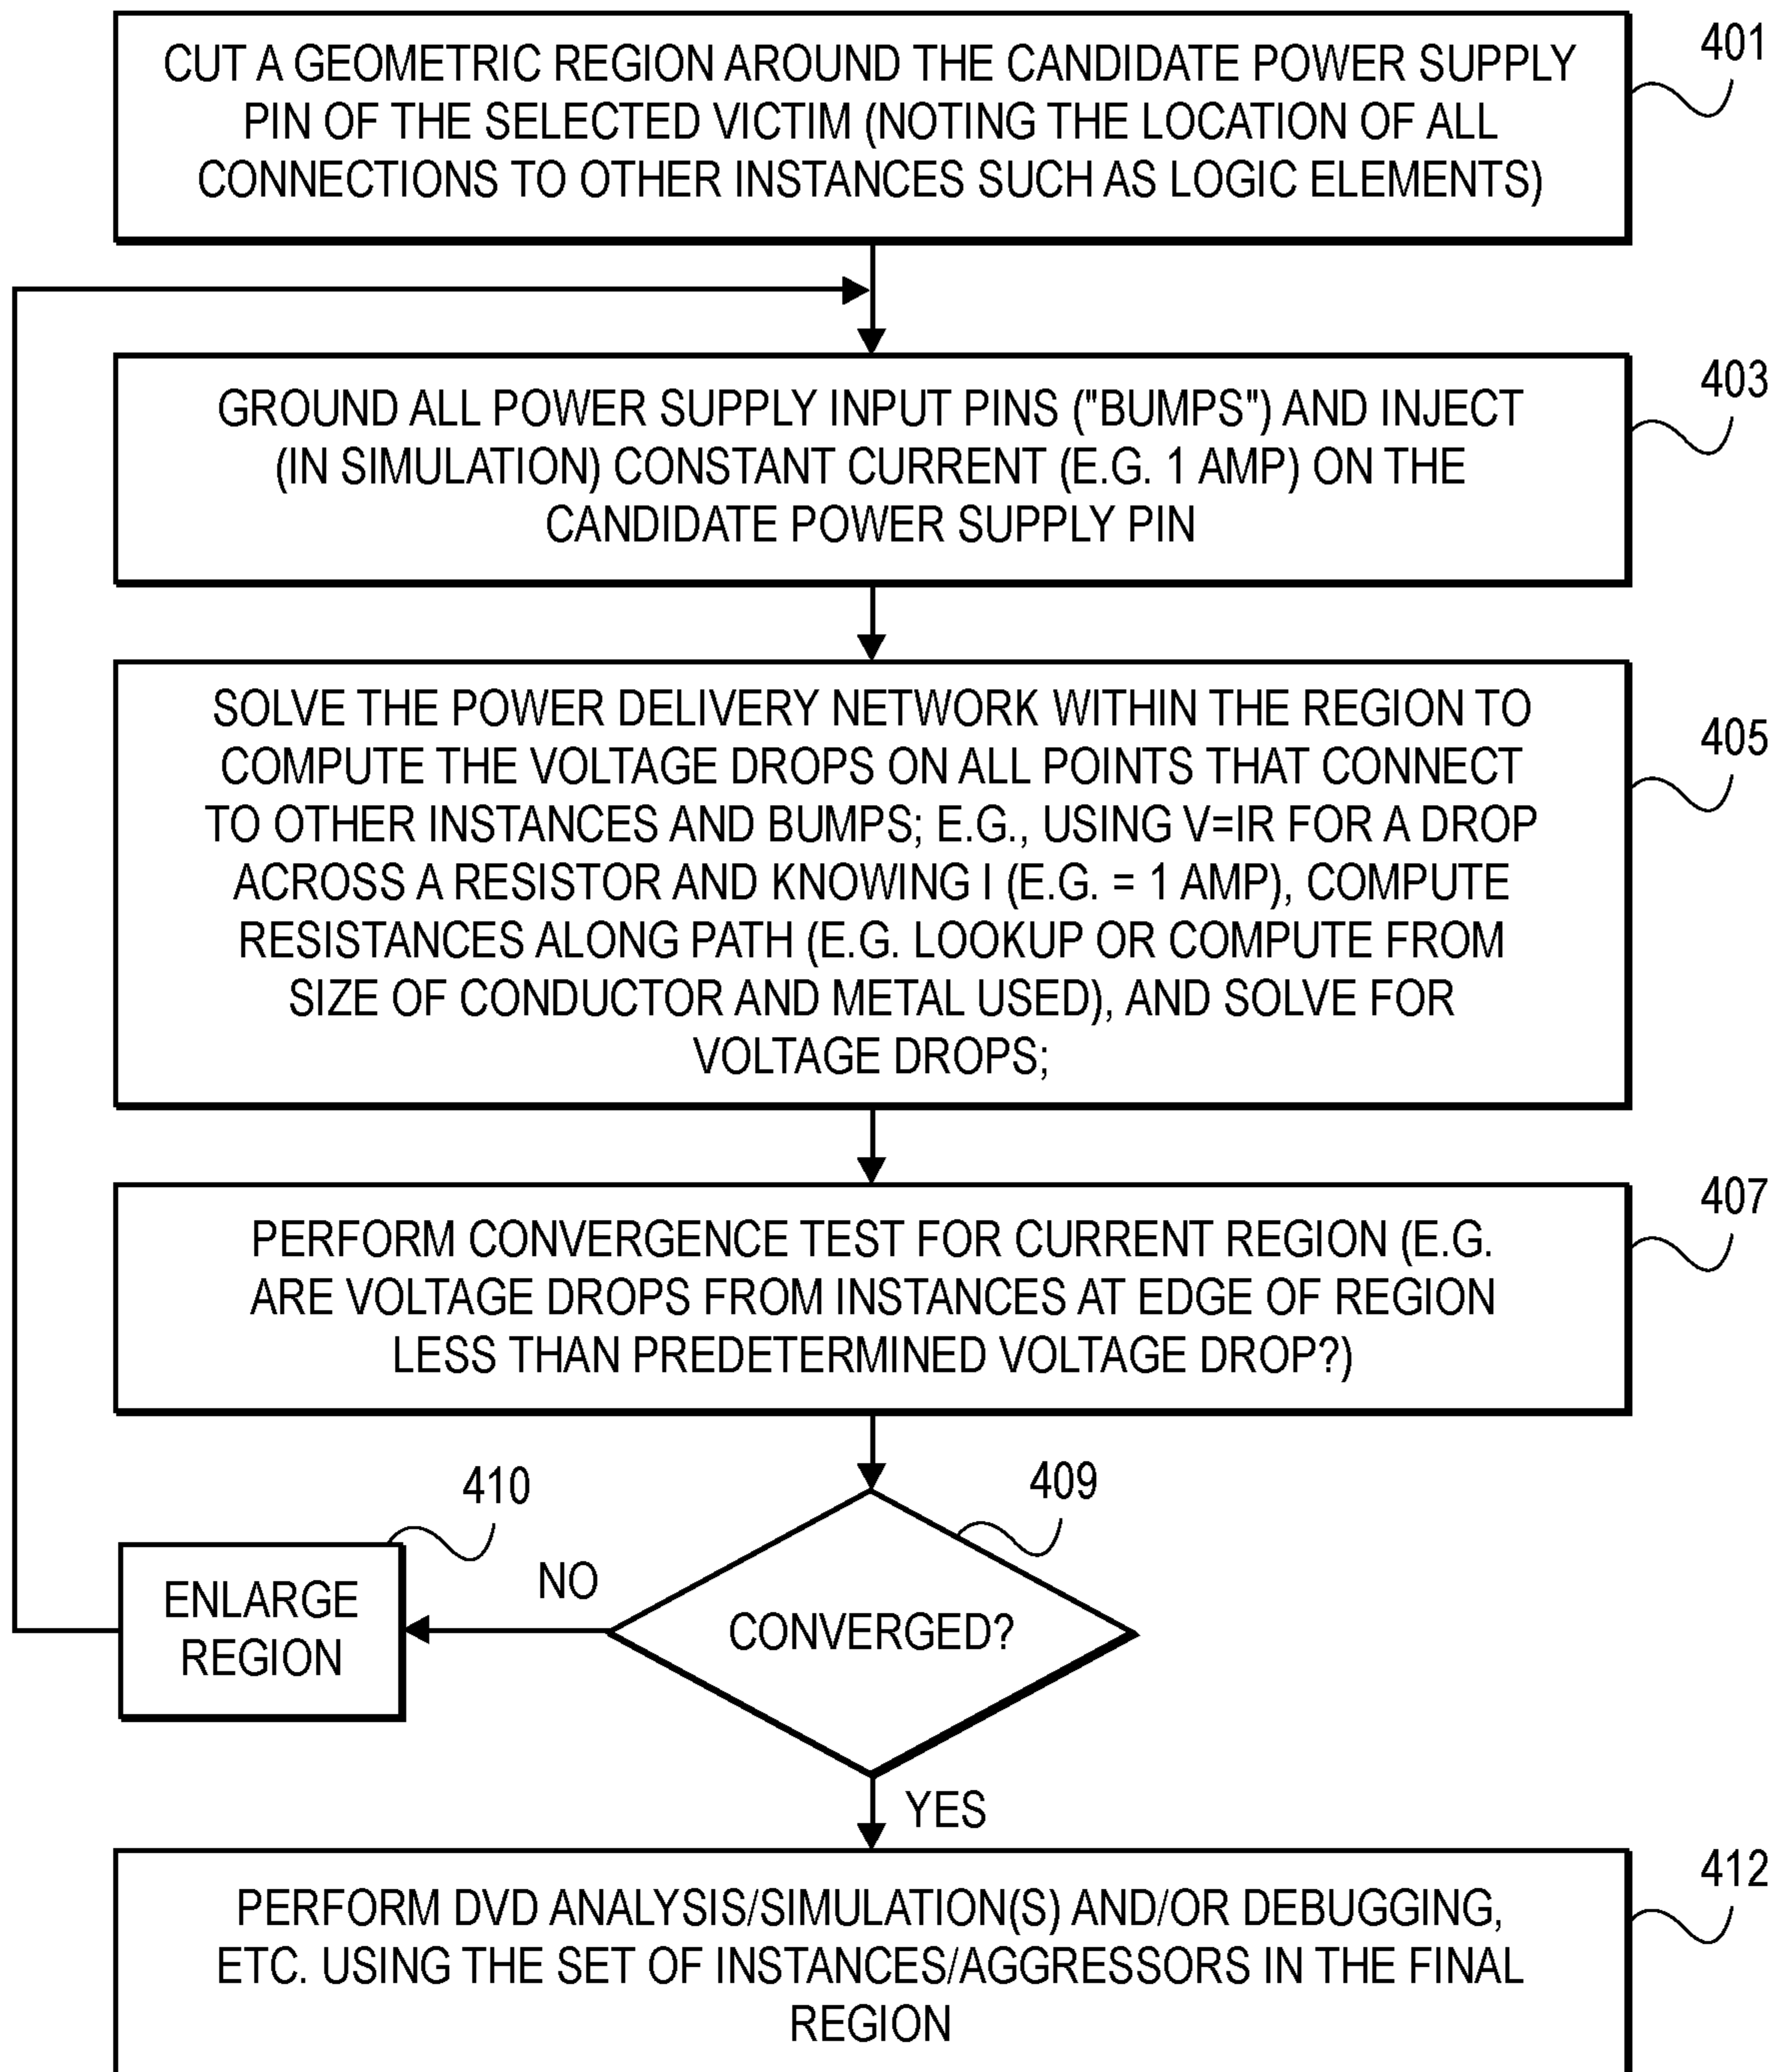 CUT A GEOMETRIC REGION AROUND THE CANDIDATE POWER SUPPLY
PIN OF THE SELECTED VICTIM (NOTING THE LOCATION OF ALL
CONNECTIONS TO OTHER INSTANCES SUCH AS LOGIC ELEMENTS)
401
GROUND ALL POWER SUPPLY INPUT PINS ("BUMPS") AND INJECT
(IN SIMULATION) CONSTANT CURRENT (E.G. 1 AMP) ON THE
CANDIDATE POWER SUPPLY PIN
403
SOLVE THE POWER DELIVERY NETWORK WITHIN THE REGION TO
COMPUTE THE VOLTAGE DROPS ON ALL POINTS THAT CONNECT
TO OTHER INSTANCES AND BUMPS; E.G., USING V=IR FOR A DROP
ACROSS A RESISTOR AND KNOWING I (E.G. = 1 AMP), COMPUTE
RESISTANCES ALONG PATH (E.G. LOOKUP OR COMPUTE FROM
SIZE OF CONDUCTOR AND METAL USED), AND SOLVE FOR
VOLTAGE DROPS;
405
PERFORM CONVERGENCE TEST FOR CURRENT REGION (E.G.
ARE VOLTAGE DROPS FROM INSTANCES AT EDGE OF REGION
LESS THAN PREDETERMINED VOLTAGE DROP?)
407
410
409
NO
ENLARGE
REGION
CONVERGED?
YES
PERFORM DVD ANALYSIS/SIMULATION(S) AND/OR DEBUGGING,
ETC. USING THE SET OF INSTANCES/AGGRESSORS IN THE FINAL
REGION
412